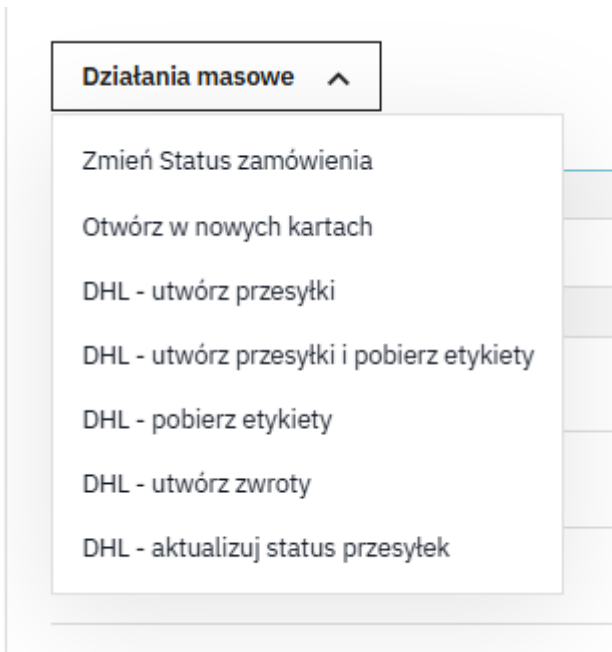 Działania masowe
Zmień Status zamówienia
Otwórz w nowych kartach
DHL - utwórz przesyłki
DHL - utwórz przesyłki i pobierz etykiety
DHL - pobierz etykiety
DHL - utwórz zwroty
DHL - aktualizuj status przesyłek